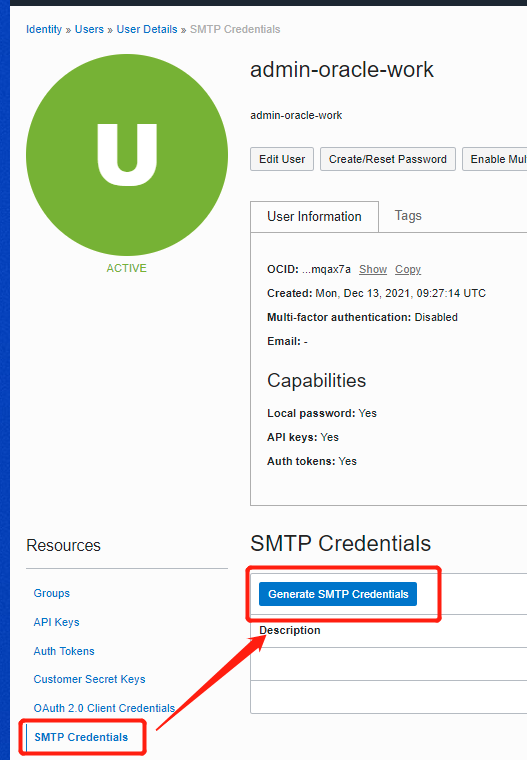 Identity » Users » User Details » SMTP Credentials
U
ACTIVE
admin-oracle-work
admin-oracle-work
Edit User
Create/Reset Password
Enable Mul
User Information
Tags
OCID: ...mqax7a Show Copy
Created: Mon, Dec 13, 2021, 09:27:14 UTC
Multi-factor authentication: Disabled
Email: -
Capabilities
Local password: Yes
API keys: Yes
Auth tokens: Yes
Resources
Groups
API Keys
Auth Tokens
Customer Secret Keys
OAuth 2.0 Client Credentials
SMTP Credentials
SMTP Credentials
Generate SMTP Credentials
Description